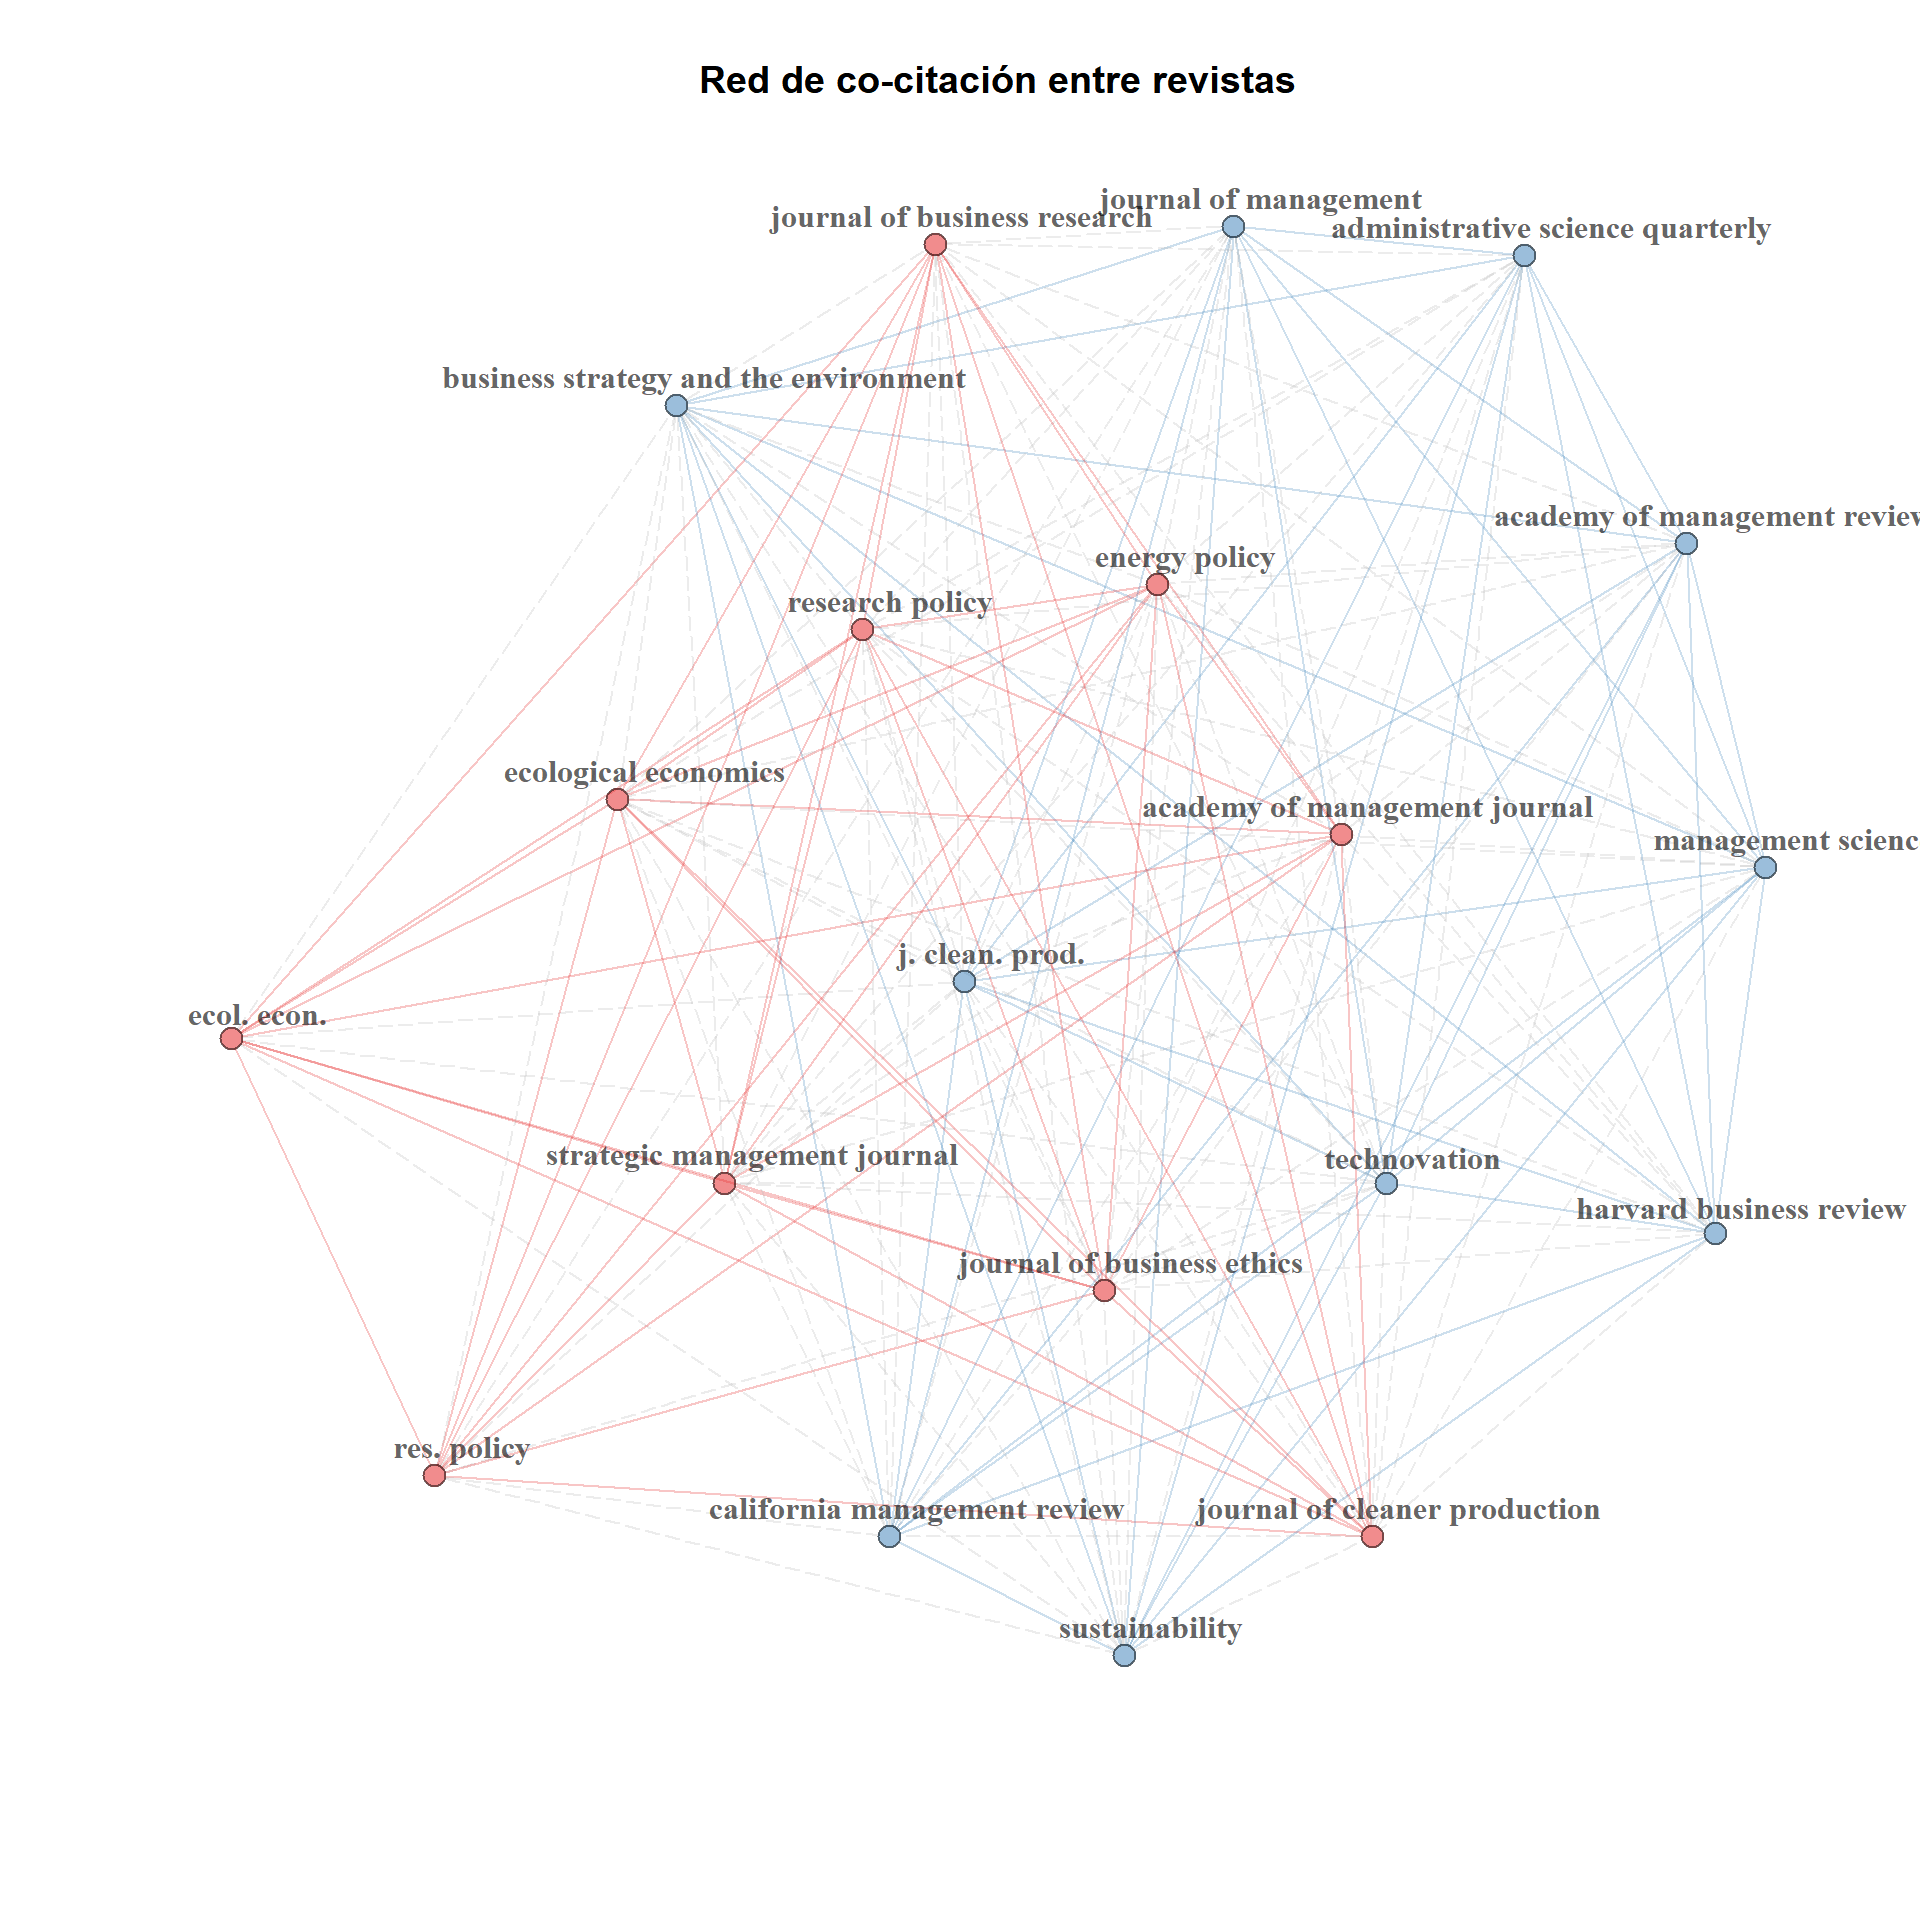 Red de co-citación entre revistas
journal of management
journal of business research
administrative science quarterly
business strategy and the environment
academy of management review
energy policy
research policy
ecological economics
academy of management journal
management scienc
j. clean. prod.
ecol. econ.
strategic management journal
technovation
harvard business review
journal of business ethics
res. policy
california management review
journal of cleaner production
sustainability